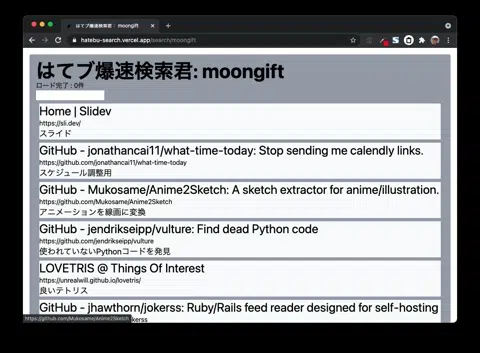 はてブ爆速検索君: moongift
hatebu-search.vercel.app/search/moongift
はてブ爆速検索君: moongift
ロード完了 : 0件
Home | Slidev
https://sli.dev/
スライド
GitHub - jonathancai11/what-time-today: Stop sending me calendly links.
https://github.com/jonathancai11/what-time-today
スケジュール調整用
GitHub - Mukosame/Anime2Sketch: A sketch extractor for anime/illustration.
https://github.com/Mukosame/Anime2Sketch
アニメーションを線画に変換
GitHub - jendrikseipp/vulture: Find dead Python code
https://github.com/jendrikseipp/vulture
使われていないPythonコードを発見
LOVETRIS @ Things Of Interest
https://unrealwill.github.io/lovetris/
良いテトリス
GitHub - jhawthorn/jokerss: Ruby/Rails feed reader designed for self-hosting
https://github.com/Mukosame/Anime2Sketch
kerss